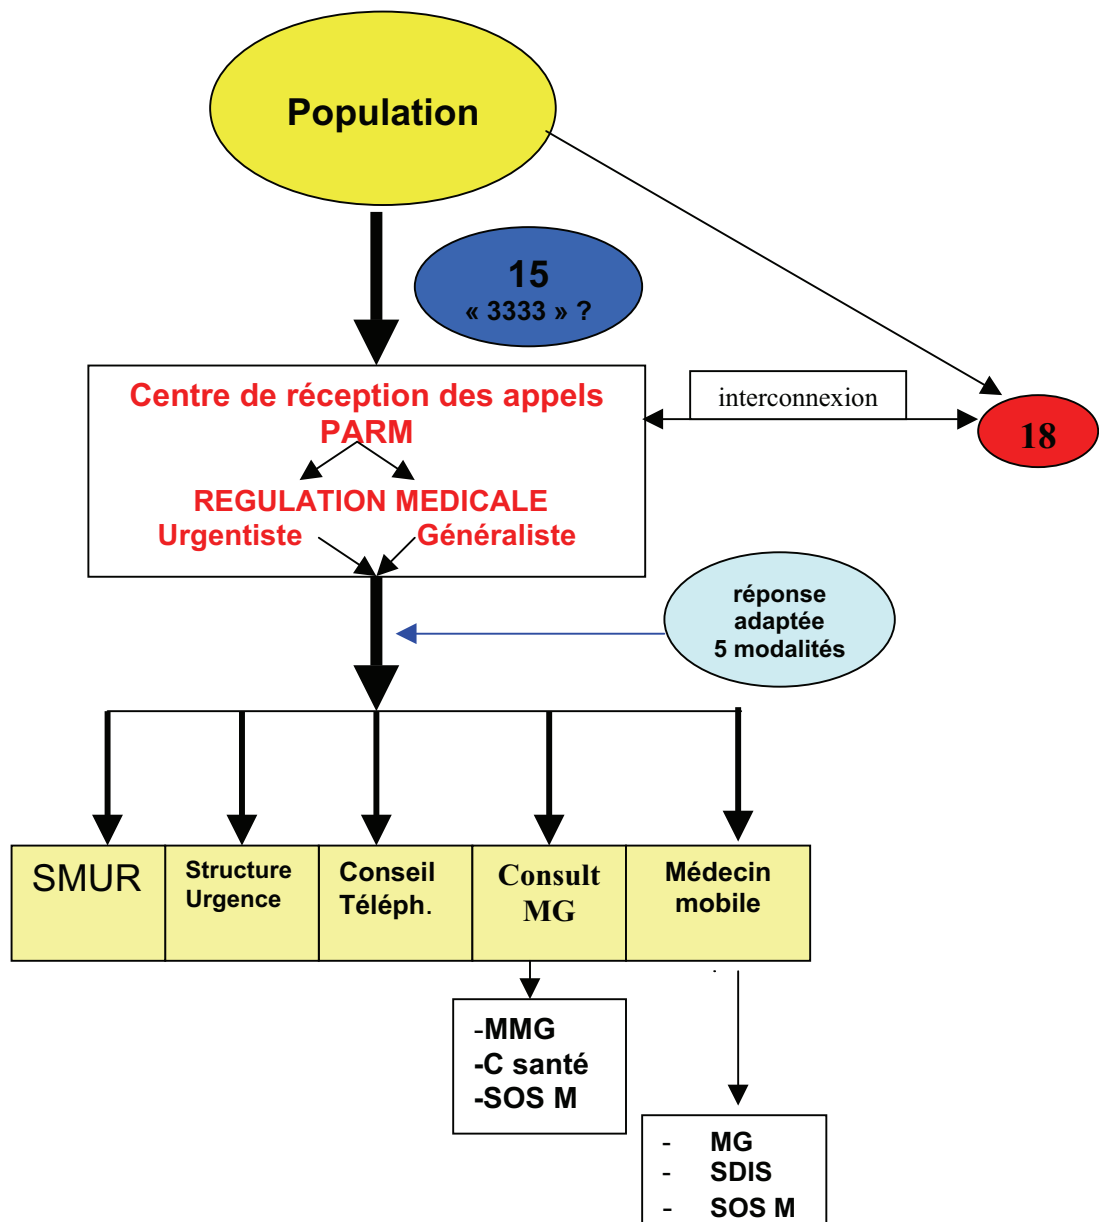 Population
15
« 3333 » ?
Centre de réception des appels
PARM
REGULATION MEDICALE
Urgentiste Généraliste
interconnexion
18
réponse
adaptée
5 modalités
SMUR
Structure
Urgence
Conseil
Téléph.
Consult
MG
Médecin
mobile
-MMG
-C santé
-SOS M
- MG
- SDIS
- SOS M